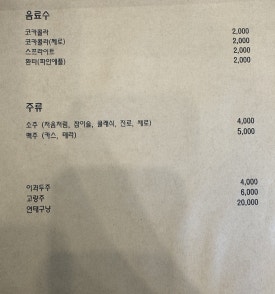 음료수
코카콜라 2,000
코카콜라(제로) 2,000
스프라이트 2,000
환타(파인애플) 2,000
주류
소주 (처음처럼, 참이슬, 클래식, 진로, 새로) 4,000
맥주 (카스, 테라) 5,000
이과두주 4,000
고량주 6,000
연태구냥 20,000